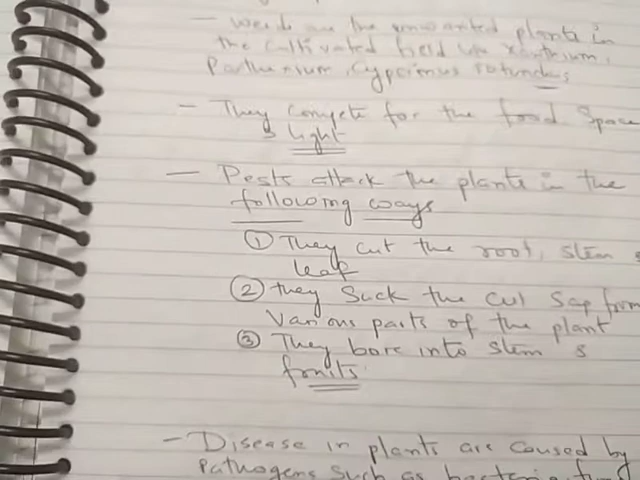 - Weeds are the unwanted plants in
the cultivated field like Xanthium,
Parthenium, Cyperinus rotundus
- They compete for the food space
& light
- Pests attack the plants in the
following ways
① They cut the root, stem &
leaf
② they suck the cell sap from
various parts of the plant
③ They bore into stem &
fruits
- Disease in plants are caused by
pathogens such as bacteria